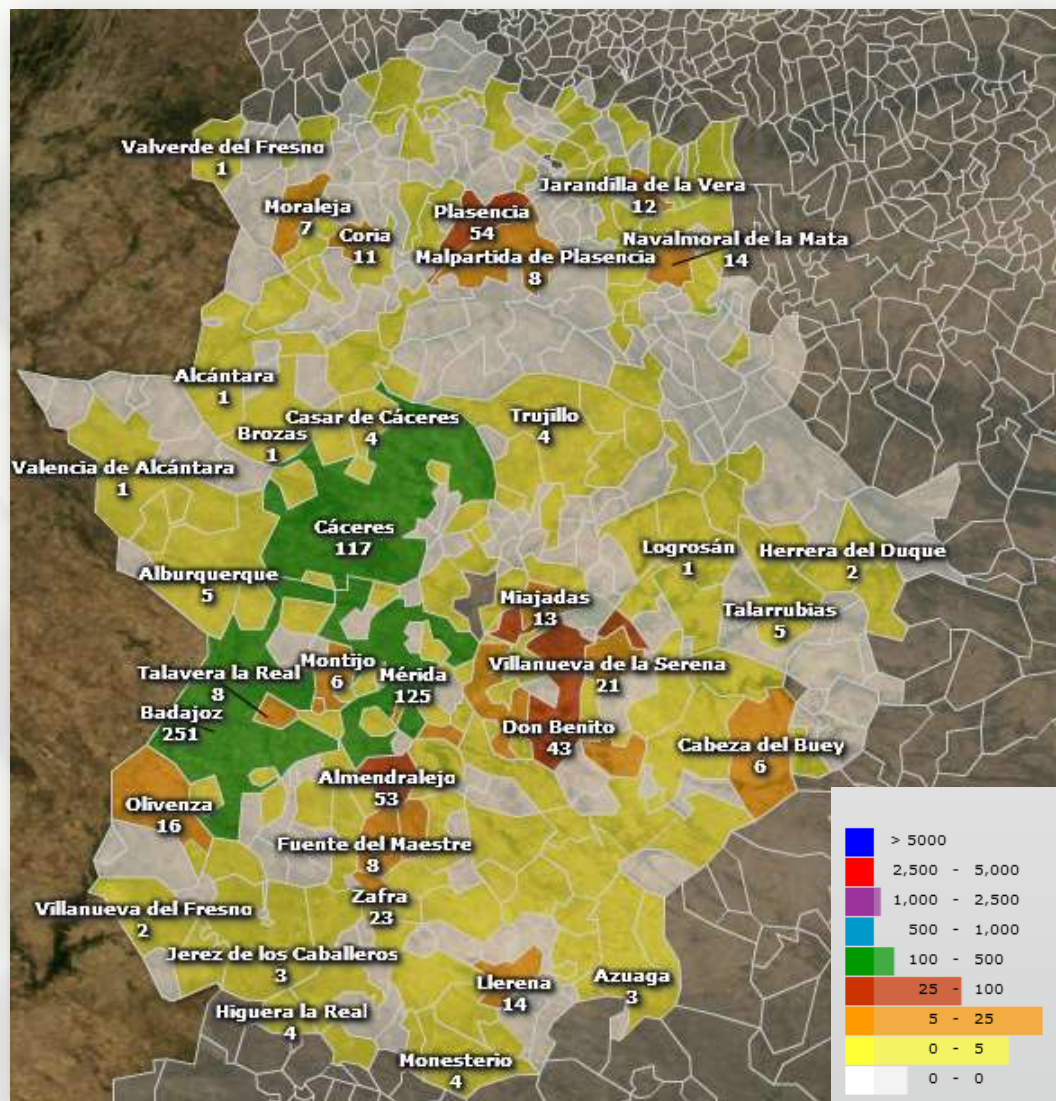 Valverde del Fresno
1
Jarandilla de la Vera
12
Moraleja
7
Plasencia
54
Coria
11
Navalmoral de la Mata
14
Malpartida de Plasencia
8
Alcántara
1
Casar de Cáceres
4
Trujillo
4
Brozas
1
Valencia de Alcántara
1
Cáceres
117
Logrosán
1
Herrera del Duque
2
Alburquerque
5
Miajadas
13
Talarrubias
5
Talavera la Real
8
Montijo
6
Mérida
125
Villanueva de la Serena
21
Badajoz
251
Don Benito
43
Cabeza del Buey
6
Almendralejo
53
Olivenza
16
Fuente del Maestre
8
Zafra
23
Villanueva del Fresno
2
Jerez de los Caballeros
3
Llerena
14
Azuaga
3
Higuera la Real
4
Monesterio
4
> 5000
2,500 - 5,000
1,000 - 2,500
500 - 1,000
100 - 500
25 - 100
5 - 25
0 - 5
0 - 0